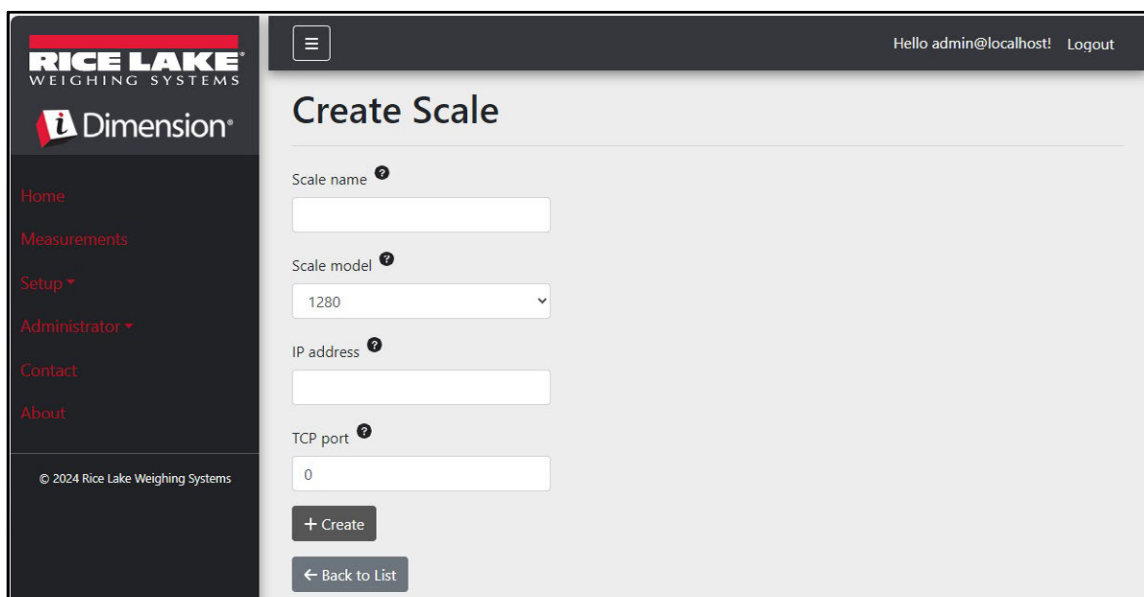 RICE LAKE®
WEIGHING SYSTEMS
i Dimension®
Home
Measurements
Setup
Administrator
Contact
About
© 2024 Rice Lake Weighing Systems
Hello admin@localhost! Logout
Create Scale
Scale name ?
Scale model ?
1280
IP address ?
TCP port ?
0
+ Create
← Back to List